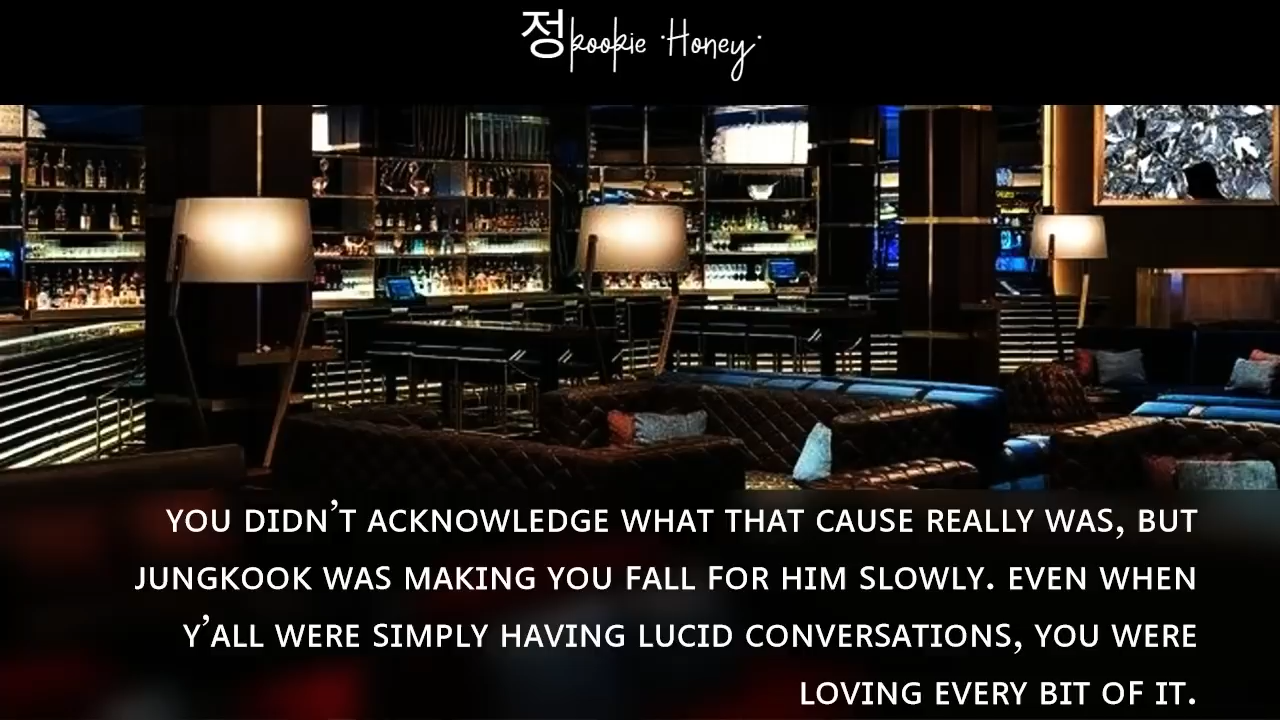 정kookie Honey
YOU DIDN’T ACKNOWLEDGE WHAT THAT CAUSE REALLY WAS, BUT
JUNGKOOK WAS MAKING YOU FALL FOR HIM SLOWLY. EVEN WHEN
Y’ALL WERE SIMPLY HAVING LUCID CONVERSATIONS, YOU WERE
LOVING EVERY BIT OF IT.